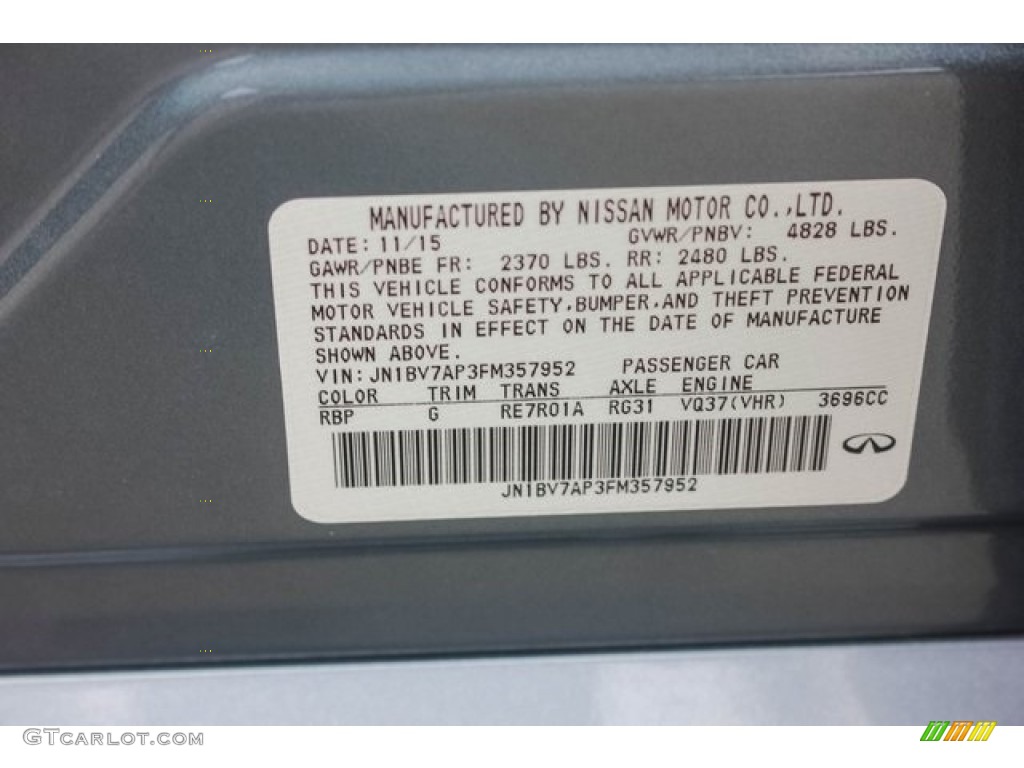 MANUFACTURED BY NISSAN MOTOR CO.,LTD.
DATE: 11/15 GVWR/PNBV: 4828 LBS.
GAWR/PNBE FR: 2370 LBS. RR: 2480 LBS.
THIS VEHICLE CONFORMS TO ALL APPLICABLE FEDERAL
MOTOR VEHICLE SAFETY,BUMPER,AND THEFT PREVENTION
STANDARDS IN EFFECT ON THE DATE OF MANUFACTURE
SHOWN ABOVE.
VIN: JN1BV7AP3FM357952 PASSENGER CAR
COLOR TRIM TRANS AXLE ENGINE
RBP G RE7R01A RG31 VQ37(VHR) 3696CC
JN1BV7AP3FM357952
GTCarlot.com